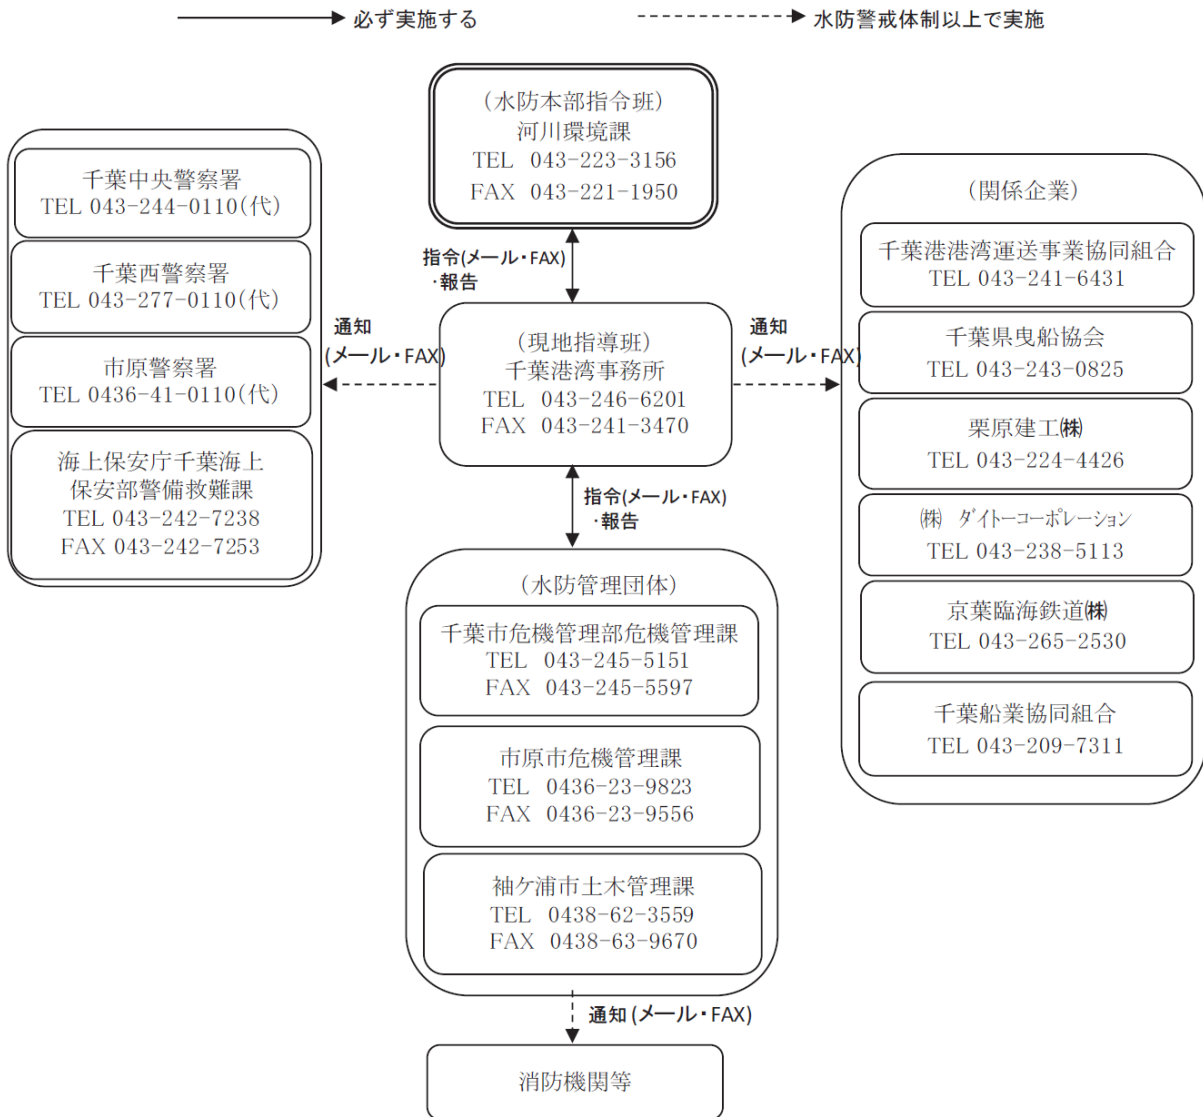 必ず実施する
水防警戒体制以上で実施
(水防本部指令班)
河川環境課
TEL 043-223-3156
FAX 043-221-1950
千葉中央警察署
TEL 043-244-0110(代)
千葉西警察署
TEL 043-277-0110(代)
市原警察署
TEL 0436-41-0110(代)
海上保安庁千葉海上
保安部警備救難課
TEL 043-242-7238
FAX 043-242-7253
指令(メール・FAX)
・報告
通知
(メール・FAX)
(現地指導班)
千葉港湾事務所
TEL 043-246-6201
FAX 043-241-3470
通知
(メール・FAX)
(関係企業)
千葉港港湾運送事業協同組合
TEL 043-241-6431
千葉県曳船協会
TEL 043-243-0825
栗原建工㈱
TEL 043-224-4426
㈱ ダイトーコーポレーション
TEL 043-238-5113
京葉臨海鉄道㈱
TEL 043-265-2530
千葉船業協同組合
TEL 043-209-7311
指令(メール・FAX)
・報告
(水防管理団体)
千葉市危機管理部危機管理課
TEL 043-245-5151
FAX 043-245-5597
市原市危機管理課
TEL 0436-23-9823
FAX 0436-23-9556
袖ケ浦市土木管理課
TEL 0438-62-3559
FAX 0438-63-9670
通知(メール・FAX)
消防機関等